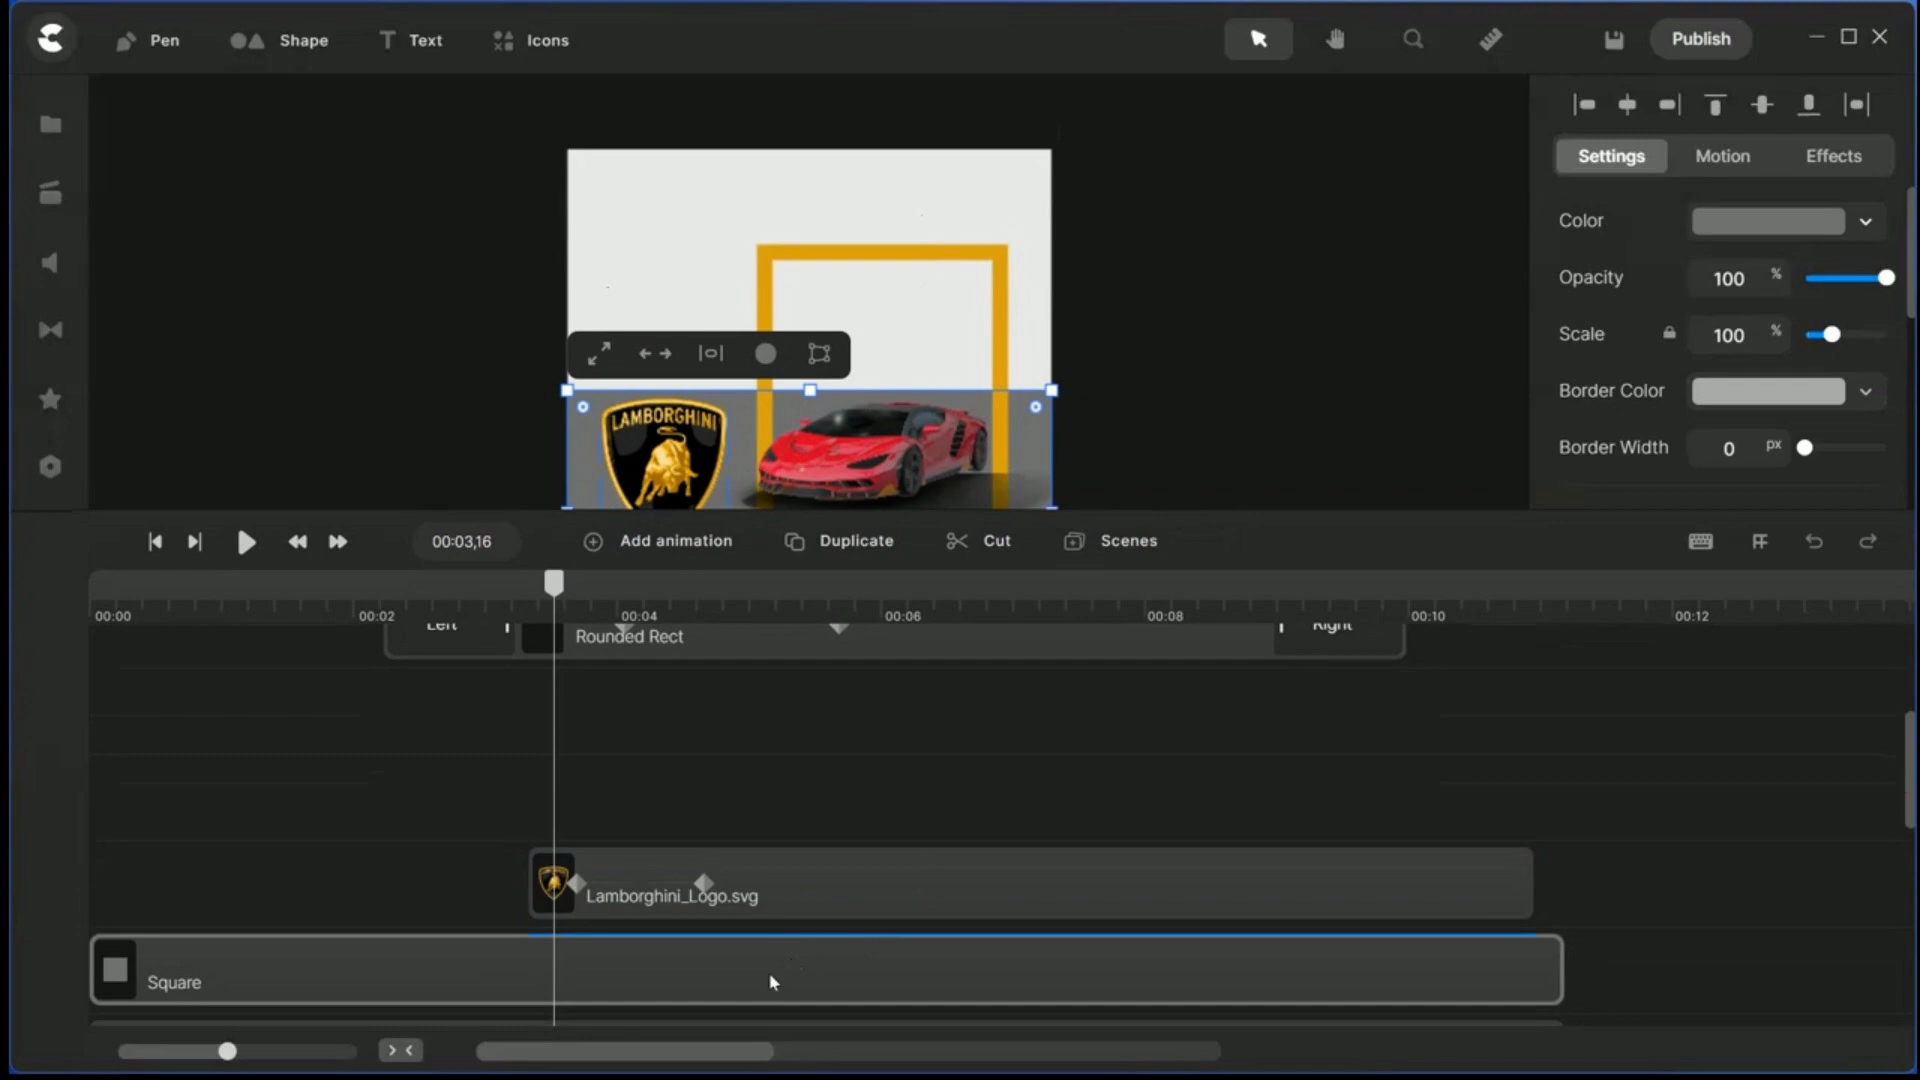 Pen
Shape
Text
Icons
Publish
Settings
Motion
Effects
Color
Opacity
100 %
Scale
100 %
Border Color
Border Width
0 px
LAMBORGHINI
00:03,16
Add animation
Duplicate
Cut
Scenes
00:00
00:02
00:04
00:06
00:08
00:10
00:12
Left
Rounded Rect
Right
Lamborghini_Logo.svg
Square